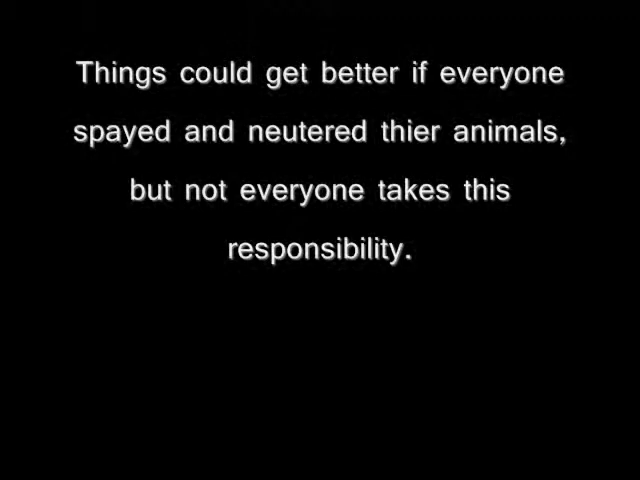 Things could get better if everyone
spayed and neutered thier animals,
but not everyone takes this
responsibility.